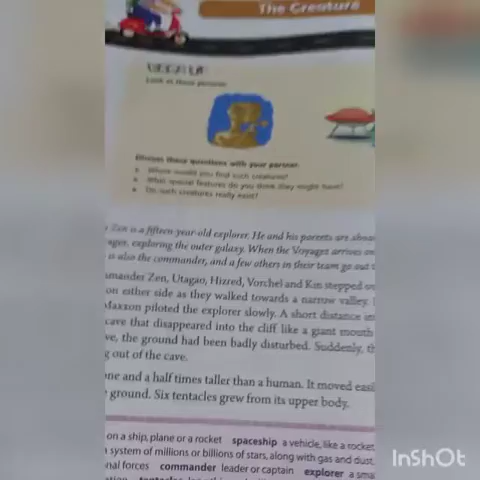 The Creature
Look at these pictures.
Discuss these questions with your partner.
Where would you find such creatures?
What special features do you think they might have?
Do such creatures really exist?
Zen is a fifteen-year-old explorer. He and his parents are
exploring the outer galaxy. When the Voyager arrives
is also the commander, and a few others in their team go out
mander Zen, Utagao, Hizred, Vorchel and Kin stepped
on either side as they walked towards a narrow valley.
Maxxon piloted the explorer slowly. A short distance
cave that disappeared into the cliff like a giant mouth
ve, the ground had been badly disturbed. Suddenly,
g out of the cave.
ne and a half times taller than a human. It moved
ground. Six tentacles grew from its upper body.
on a ship, plane or a rocket spaceship a vehicle, like a rocket,
system of millions or billions of stars, along with gas and dust,
nal forces commander leader or captain explorer a
tentacles
InShOt